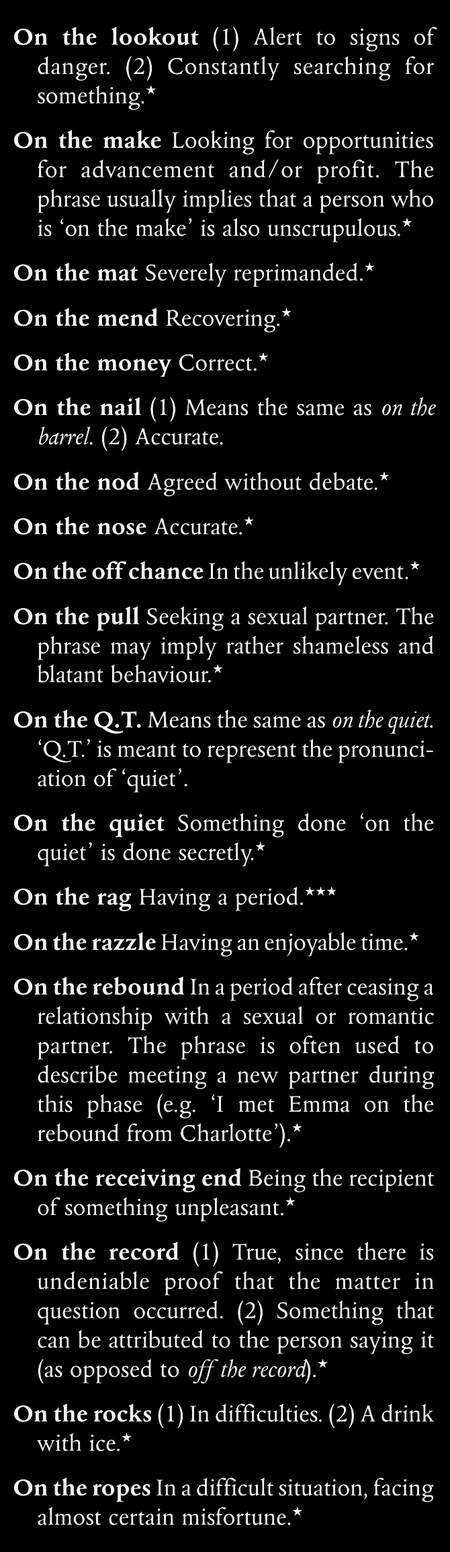 On the lookout (1) Alert to signs of
danger. (2) Constantly searching for
something.★
On the make Looking for opportunities
for advancement and/or profit. The
phrase usually implies that a person who
is ‘on the make’ is also unscrupulous.★
On the mat Severely reprimanded.★
On the mend Recovering.★
On the money Correct.★
On the nail (1) Means the same as on the
barrel. (2) Accurate.
On the nod Agreed without debate.★
On the nose Accurate.★
On the off chance In the unlikely event.★
On the pull Seeking a sexual partner. The
phrase may imply rather shameless and
blatant behaviour.★
On the Q.T. Means the same as on the quiet.
‘Q.T.’ is meant to represent the pronunci-
ation of ‘quiet’.
On the quiet Something done ‘on the
quiet’ is done secretly.★
On the rag Having a period.★★★
On the razzle Having an enjoyable time.★
On the rebound In a period after ceasing a
relationship with a sexual or romantic
partner. The phrase is often used to
describe meeting a new partner during
this phase (e.g. ‘I met Emma on the
rebound from Charlotte’).★
On the receiving end Being the recipient
of something unpleasant.★
On the record (1) True, since there is
undeniable proof that the matter in
question occurred. (2) Something that
can be attributed to the person saying it
(as opposed to off the record).★
On the rocks (1) In difficulties. (2) A drink
with ice.★
On the ropes In a difficult situation, facing
almost certain misfortune.★